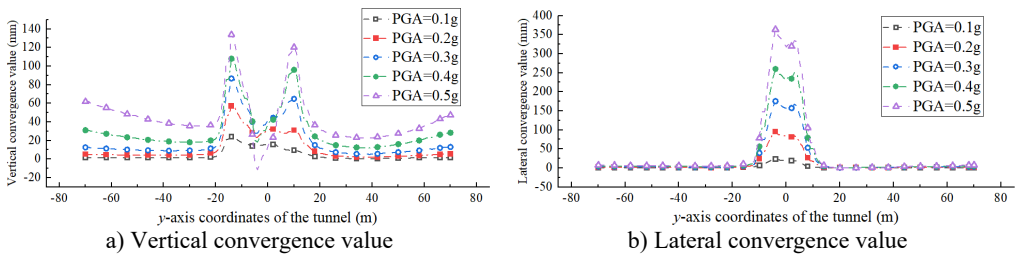 Vertical convergence value (mm)
140
120
100
80
60
40
20
0
-20
-80
-60
-40
-20
0
20
40
60
80
y-axis coordinates of the tunnel (m)
PGA=0.1g
PGA=0.2g
PGA=0.3g
PGA=0.4g
PGA=0.5g
a) Vertical convergence value
Lateral convergence value (mm)
400
350
300
250
200
150
100
50
0
-50
-80
-60
-40
-20
0
20
40
60
80
y-axis coordinates of the tunnel (m)
PGA=0.1g
PGA=0.2g
PGA=0.3g
PGA=0.4g
PGA=0.5g
b) Lateral convergence value